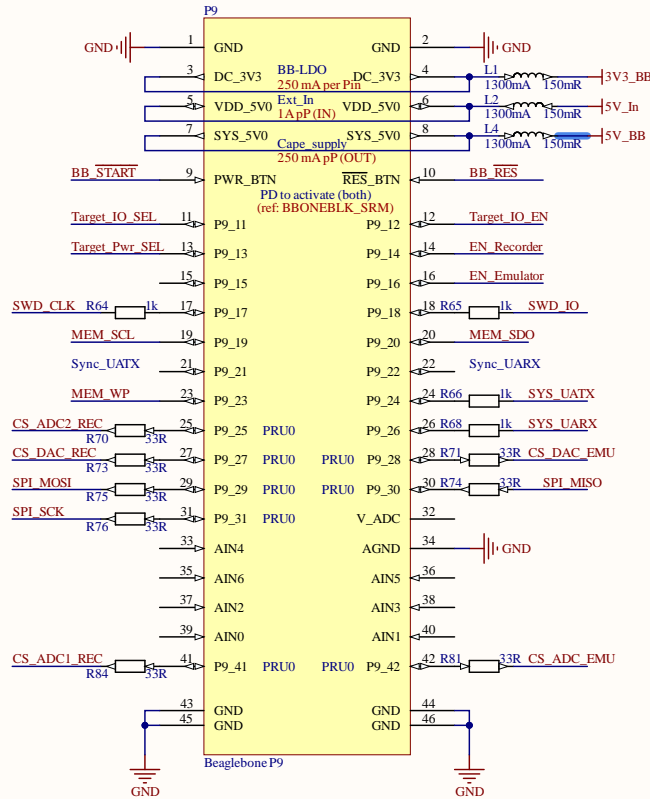 P9
GND 1 GND GND 2 GND
BB-LDO
3 DC_3V3 DC_3V3 4 L1 3V3_BB
250 mA per Pin 1300mA 150mR
Ext_In
5 VDD_5V0 VDD_5V0 6 L2 5V_In
1A pP (IN) 1300mA 150mR
7 SYS_5V0 SYS_5V0 8 L4 5V_BB
Cape_supply 1300mA 150mR
250 mA pP (OUT)
BB_START 9 PWR_BTN RES_BTN 10 BB_RES
PD to activate (both)
(ref: BBONEBLK_SRM)
Target_IO_SEL 11 P9_11 P9_12 12 Target_IO_EN
Target_Pwr_SEL 13 P9_13 P9_14 14 EN_Recorder
15 P9_15 P9_16 16 EN_Emulator
SWD_CLK R64 1k 17 P9_17 P9_18 18 R65 1k SWD_IO
MEM_SCL 19 P9_19 P9_20 20 MEM_SDO
Sync_UATX 21 P9_21 P9_22 22 Sync_UARX
MEM_WP 23 P9_23 P9_24 24 R66 1k SYS_UATX
CS_ADC2_REC R70 33R 25 P9_25 PRU0 P9_26 26 R68 1k SYS_UARX
CS_DAC_REC R73 33R 27 P9_27 PRU0 PRU0 P9_28 28 R71 33R CS_DAC_EMU
SPI_MOSI R75 33R 29 P9_29 PRU0 PRU0 P9_30 30 R74 33R SPI_MISO
SPI_SCK R76 33R 31 P9_31 PRU0 V_ADC 32
33 AIN4 AGND 34 GND
35 AIN6 AIN5 36
37 AIN2 AIN3 38
39 AIN0 AIN1 40
CS_ADC1_REC R84 33R 41 P9_41 PRU0 PRU0 P9_42 42 R81 33R CS_ADC_EMU
43 GND GND 44
45 GND GND 46
Beaglebone P9
GND GND